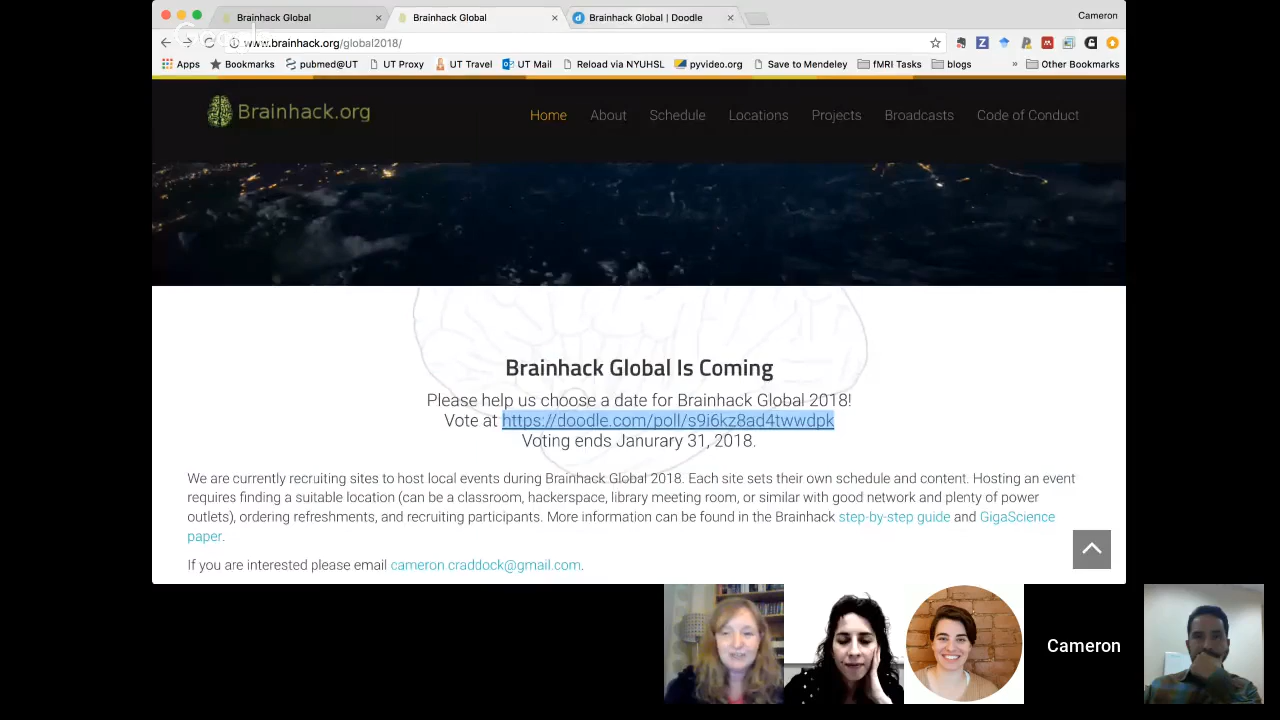 Brainhack Global
Brainhack Global
Brainhack Global | Doodle
Cameron
Google
www.brainhack.org/global2018/
Apps
Bookmarks
pubmed@UT
UT Proxy
UT Travel
UT Mail
Reload via NYUHSL
pyvideo.org
Save to Mendeley
fMRI Tasks
blogs
»
Other Bookmarks
Brainhack.org
Home
About
Schedule
Locations
Projects
Broadcasts
Code of Conduct
Brainhack Global Is Coming
Please help us choose a date for Brainhack Global 2018!
Vote at https://doodle.com/poll/s9i6kz8ad4twwdpk
Voting ends Janurary 31, 2018.
We are currently recruiting sites to host local events during Brainhack Global 2018. Each site sets their own schedule and content. Hosting an event
requires finding a suitable location (can be a classroom, hackerspace, library meeting room, or similar with good network and plenty of power
outlets), ordering refreshments, and recruiting participants. More information can be found in the Brainhack step-by-step guide and GigaScience
paper.
If you are interested please email cameron.craddock@gmail.com.
Cameron